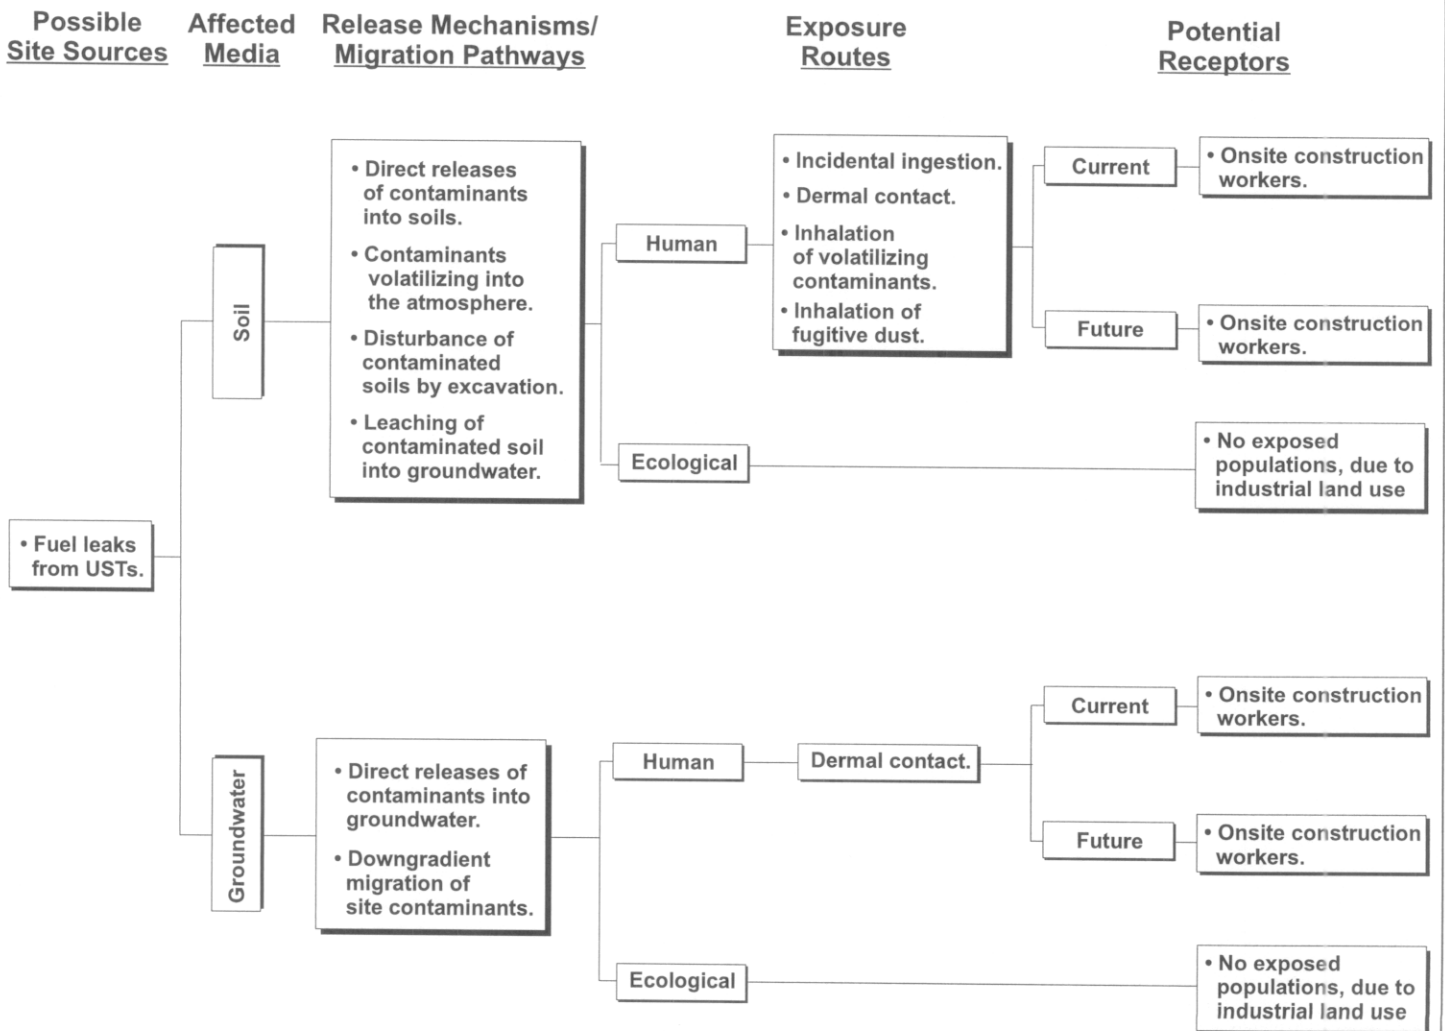 Possible
Site Sources
Affected
Media
Release Mechanisms/
Migration Pathways
Exposure
Routes
Potential
Receptors
• Fuel leaks
from USTs.
Soil
• Direct releases
of contaminants
into soils.
• Contaminants
volatilizing into
the atmosphere.
• Disturbance of
contaminated
soils by excavation.
• Leaching of
contaminated soil
into groundwater.
Human
• Incidental ingestion.
• Dermal contact.
• Inhalation
of volatilizing
contaminants.
• Inhalation of
fugitive dust.
Current
• Onsite construction
workers.
Future
• Onsite construction
workers.
Ecological
• No exposed
populations, due to
industrial land use
Groundwater
• Direct releases of
contaminants into
groundwater.
• Downgradient
migration of
site contaminants.
Human
Dermal contact.
Current
• Onsite construction
workers.
Future
• Onsite construction
workers.
Ecological
• No exposed
populations, due to
industrial land use